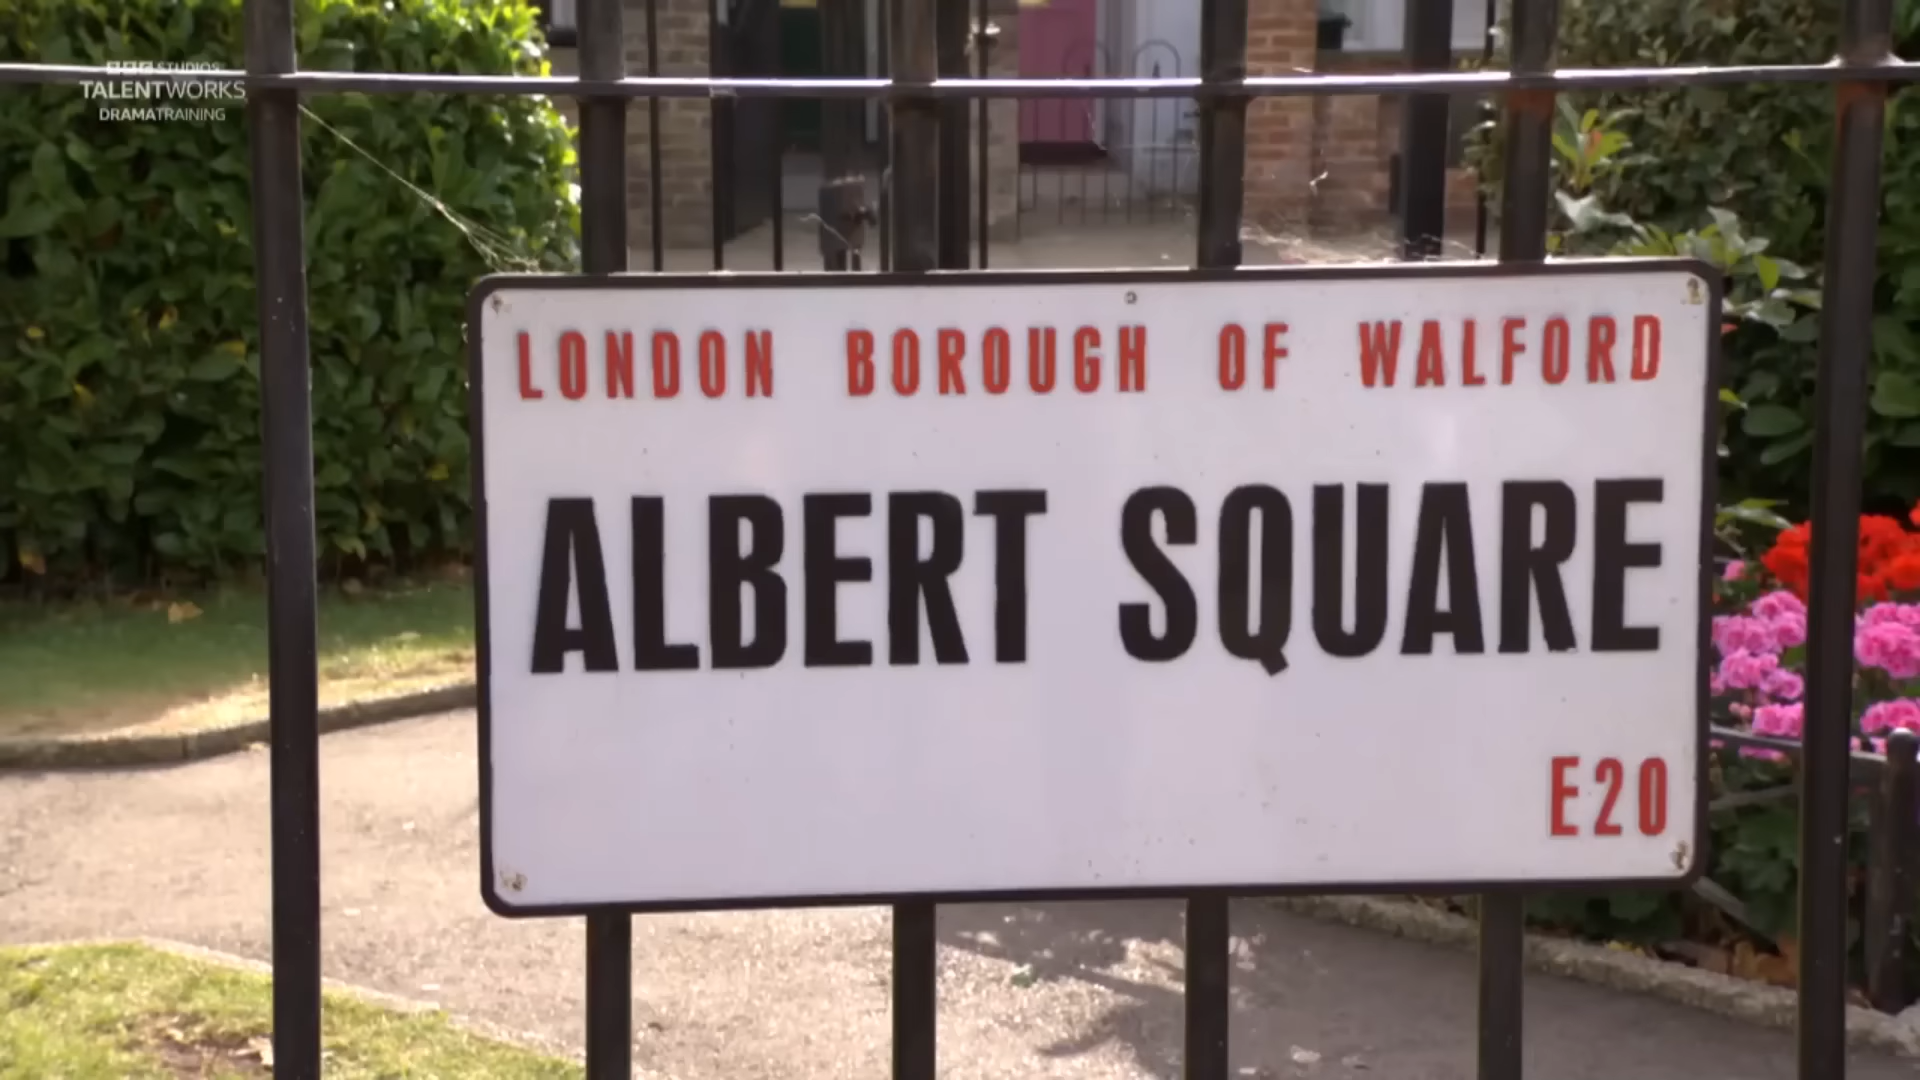 BBC STUDIOS
TALENTWORKS
DRAMATRAINING
LONDON BOROUGH OF WALFORD
ALBERT SQUARE
E20